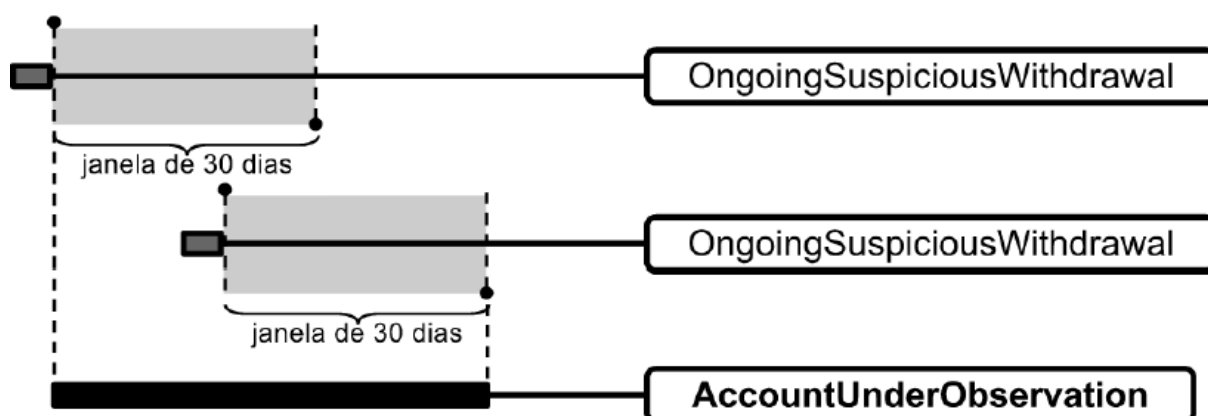 OngoingSuspiciousWithdrawal
janela de 30 dias
OngoingSuspiciousWithdrawal
janela de 30 dias
AccountUnderObservation